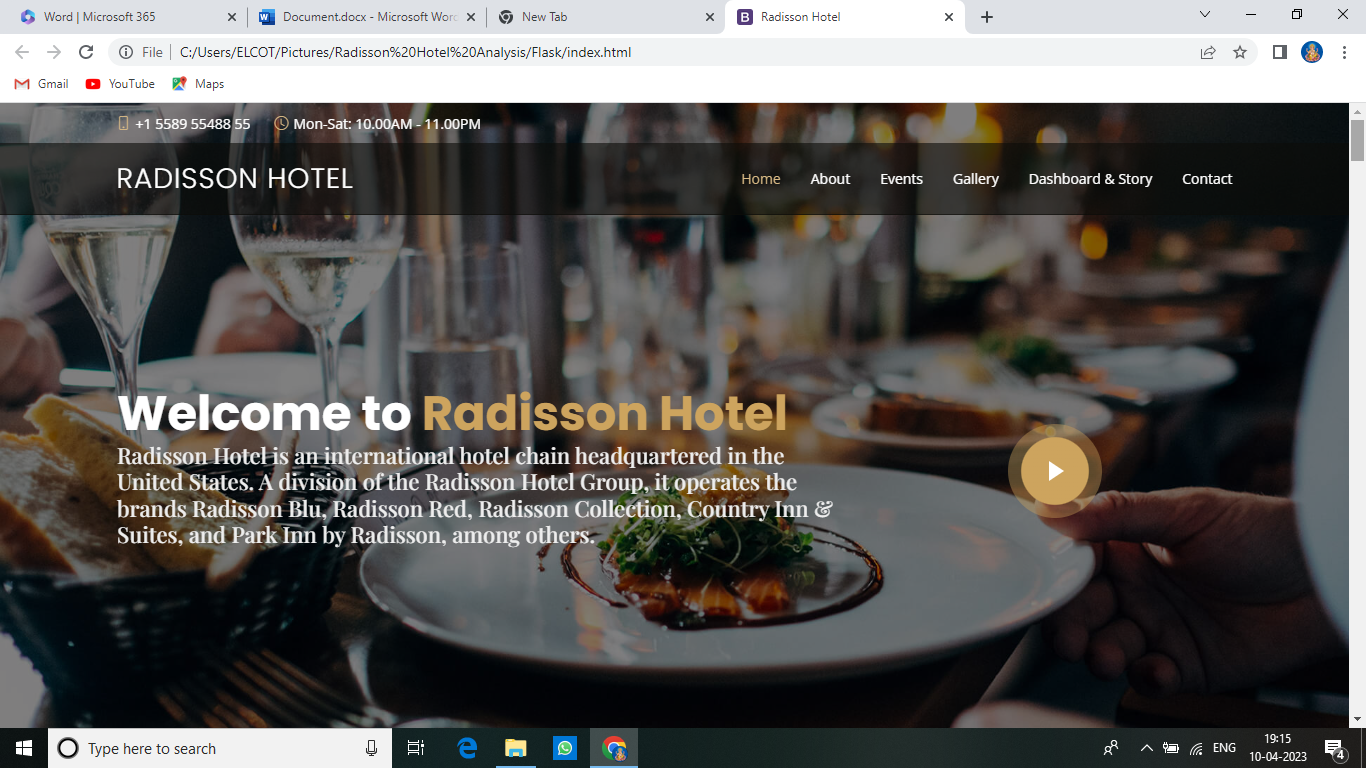 Word | Microsoft 365
Document.docx - Microsoft Word
New Tab
Radisson Hotel
File
C:/Users/ELCOT/Pictures/Radisson%20Hotel%20Analysis/Flask/index.html
Gmail
YouTube
Maps
+1 5589 55488 55
Mon-Sat: 10.00AM - 11.00PM
RADISSON HOTEL
Home
About
Events
Gallery
Dashboard & Story
Contact
Welcome to Radisson Hotel
Radisson Hotel is an international hotel chain headquartered in the
United States. A division of the Radisson Hotel Group, it operates the
brands Radisson Blu, Radisson Red, Radisson Collection, Country Inn &
Suites, and Park Inn by Radisson, among others.
Type here to search
ENG
19:15
10-04-2023
4